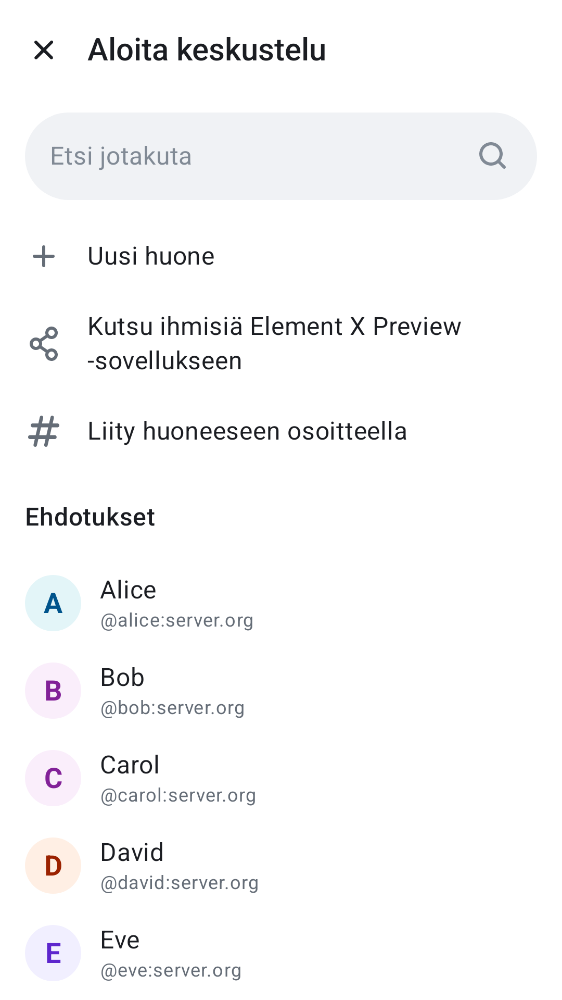 Aloita keskustelu
Etsi jotakuta
Uusi huone
Kutsu ihmisiä Element X Preview
-sovellukseen
Liity huoneeseen osoitteella
Ehdotukset
A
Alice
@alice:server.org
B
Bob
@bob:server.org
C
Carol
@carol:server.org
D
David
@david:server.org
E
Eve
@eve:server.org